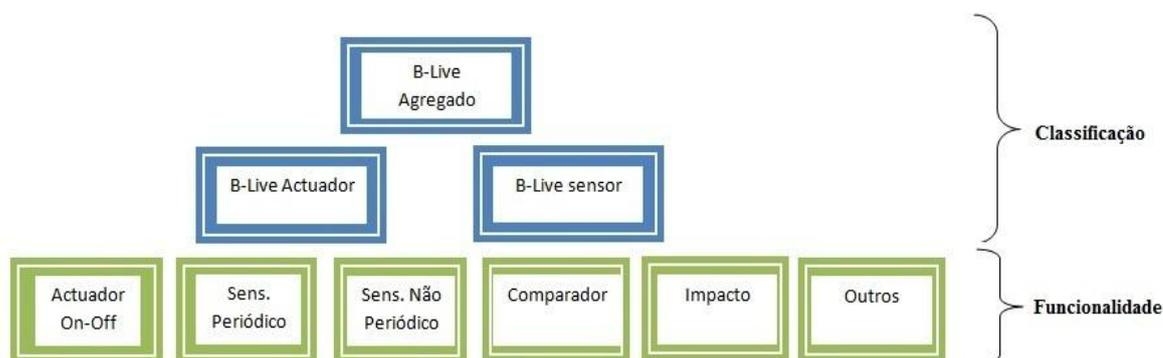 B-Live
Agregado
Classificação
B-Live Actuador
B-Live sensor
Actuador
On-Off
Sens.
Periódico
Sens. Não
Periódico
Comparador
Impacto
Outros
Funcionalidade